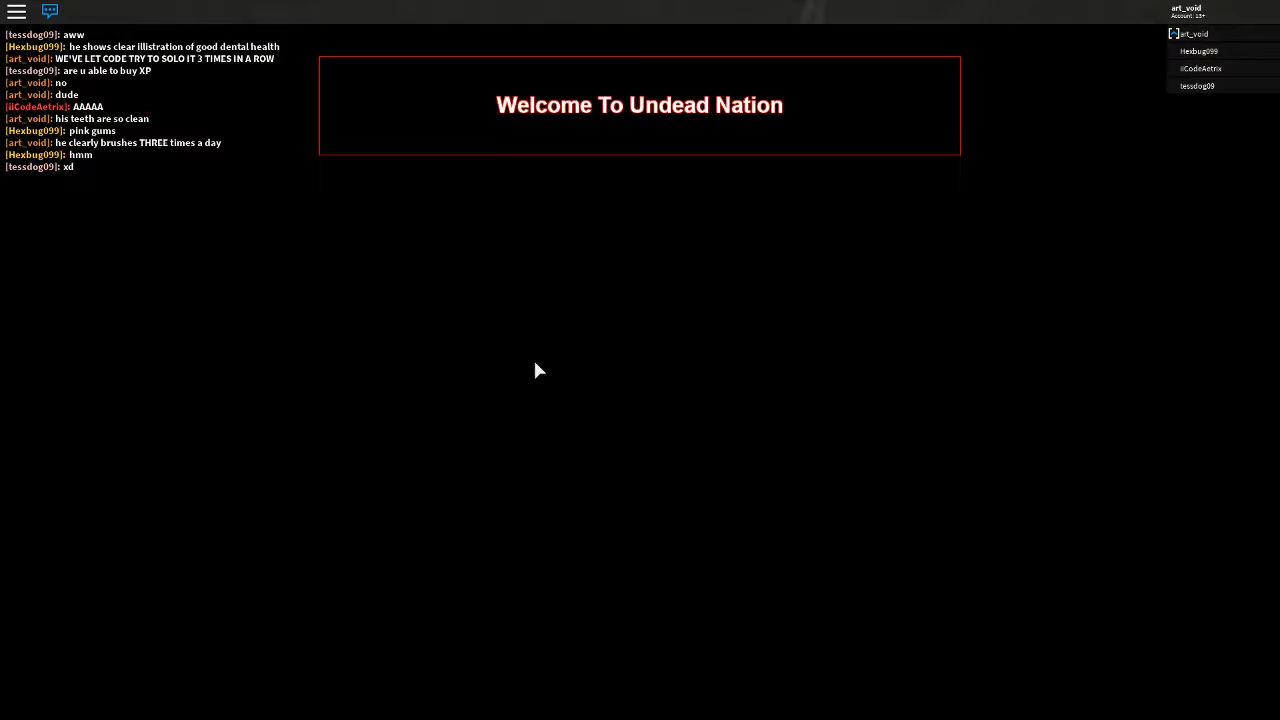 art_void
Account: 13+
[tessdog09]: aww
[Hexbug099]: he shows clear illistration of good dental health
[art_void]: WE'VE LET CODE TRY TO SOLO IT 3 TIMES IN A ROW
[tessdog09]: are u able to buy XP
[art_void]: no
[art_void]: dude
[iiCodeAetrix]: AAAAA
[art_void]: his teeth are so clean
[Hexbug099]: pink gums
[art_void]: he clearly brushes THREE times a day
[Hexbug099]: hmm
[tessdog09]: xd
Welcome To Undead Nation
art_void
Hexbug099
iiCodeAetrix
tessdog09